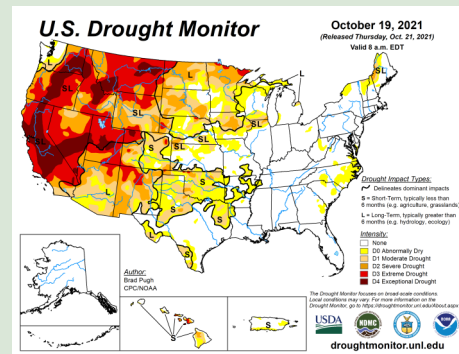 U.S. Drought Monitor
October 19, 2021
(Released Thursday, Oct. 21, 2021)
Valid 8 a.m. EDT
L
SL
L
L
SL
SL
SL
SL
S
SL
SL
S
S
S
L
S
S
S
Drought Impact Types:
Delineates dominant impacts
S = Short-Term, typically less than
6 months (e.g. agriculture, grasslands)
L = Long-Term, typically greater than
6 months (e.g. hydrology, ecology)
Intensity:
None
D0 Abnormally Dry
D1 Moderate Drought
D2 Severe Drought
D3 Extreme Drought
D4 Exceptional Drought
Author:
Brad Pugh
CPC/NOAA
S
S
The Drought Monitor focuses on broad-scale conditions.
Local conditions may vary. For more information on the
Drought Monitor, go to https://droughtmonitor.unl.edu/About.aspx
USDA
NDMC
NOAA
droughtmonitor.unl.edu